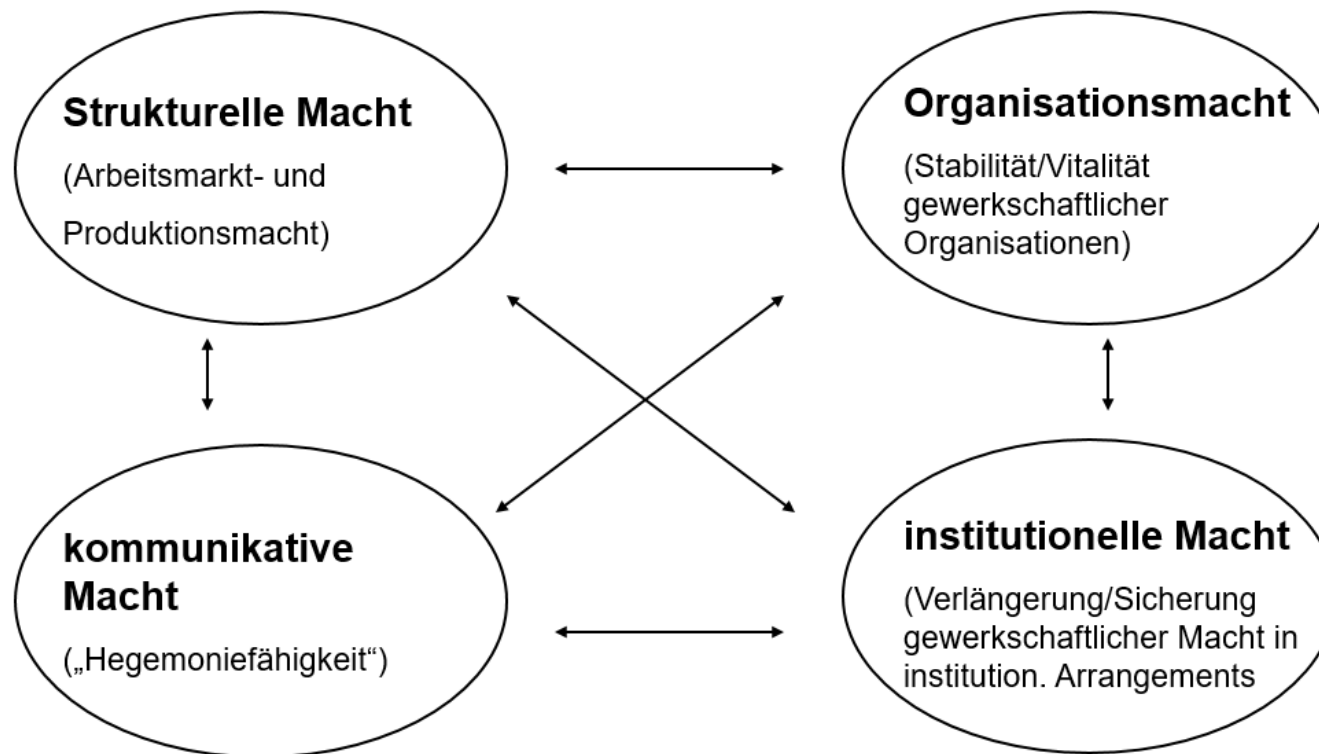 Strukturelle Macht
(Arbeitsmarkt- und
Produktionsmacht)
Organisationsmacht
(Stabilität/Vitalität
gewerkschaftlicher
Organisationen)
kommunikative
Macht
(„Hegemoniefähigkeit“)
institutionelle Macht
(Verlängerung/Sicherung
gewerkschaftlicher Macht in
institution. Arrangements